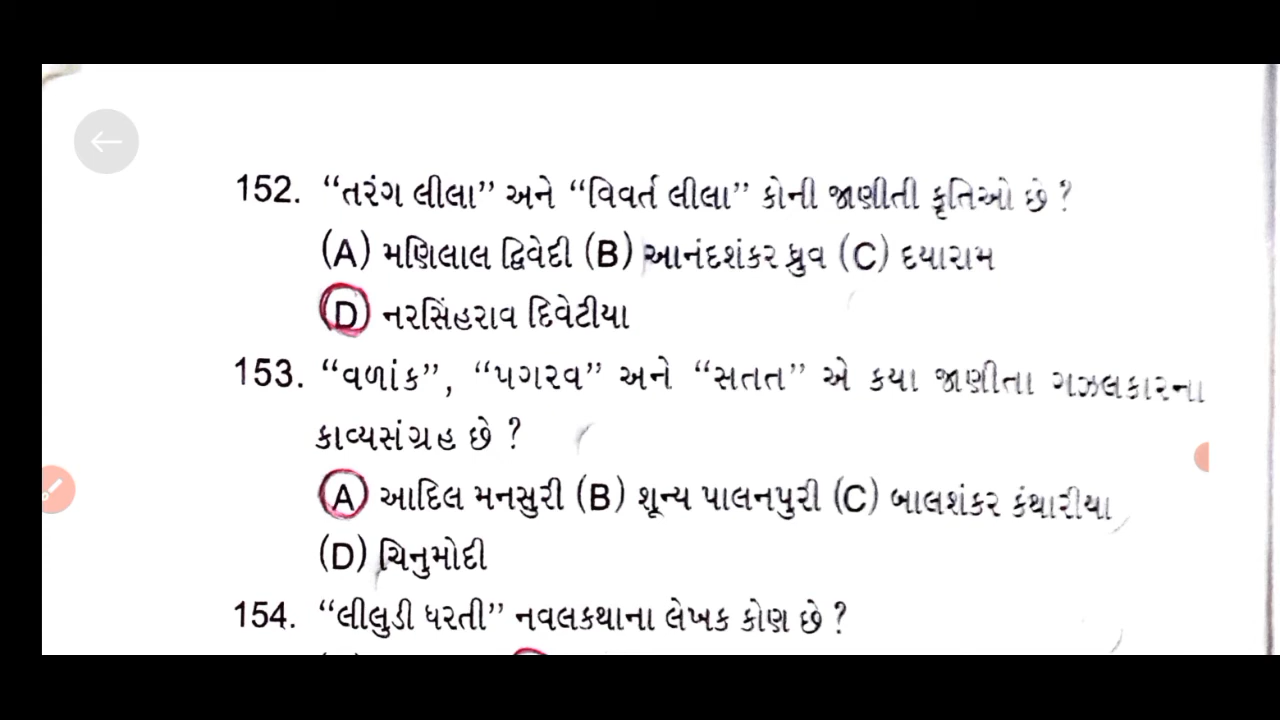 152. “તરંગ લીલા” અને “વિવર્ત લીલા” કોની જાણીતી કૃતિઓ છે ?
(A) મણિલાલ દ્વિવેદી (B) આનંદશંકર ધ્રુવ (C) દયારામ
(D) નરસિંહરાવ દિવેટીયા
153. “વળાંક”, “પગરવ” અને “સતત” એ કયા જાણીતા ગઝલકારના
કાવ્યસંગ્રહ છે ?
(A) આદિલ મનસુરી (B) શૂન્ય પાલનપુરી (C) બાલશંકર કંથારીયા
(D) ચિનુમોદી
154. “લીલુડી ધરતી” નવલકથાના લેખક કોણ છે ?